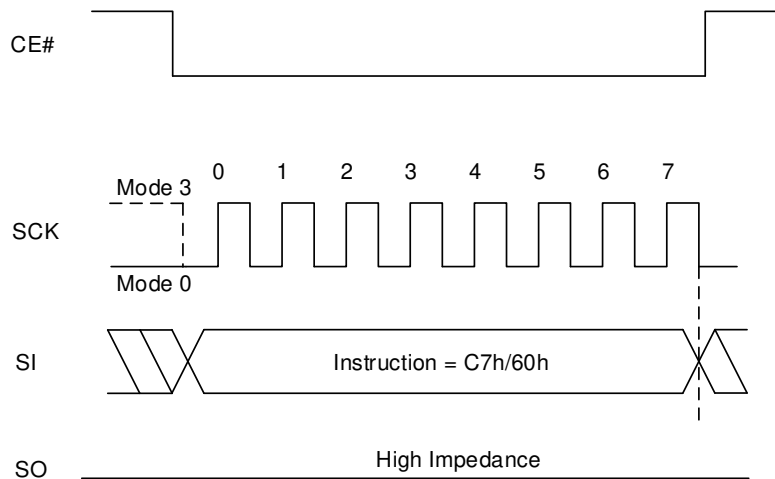 CE#
0 1 2 3 4 5 6 7
Mode 3
SCK
Mode 0
SI
Instruction = C7h/60h
SO
High Impedance